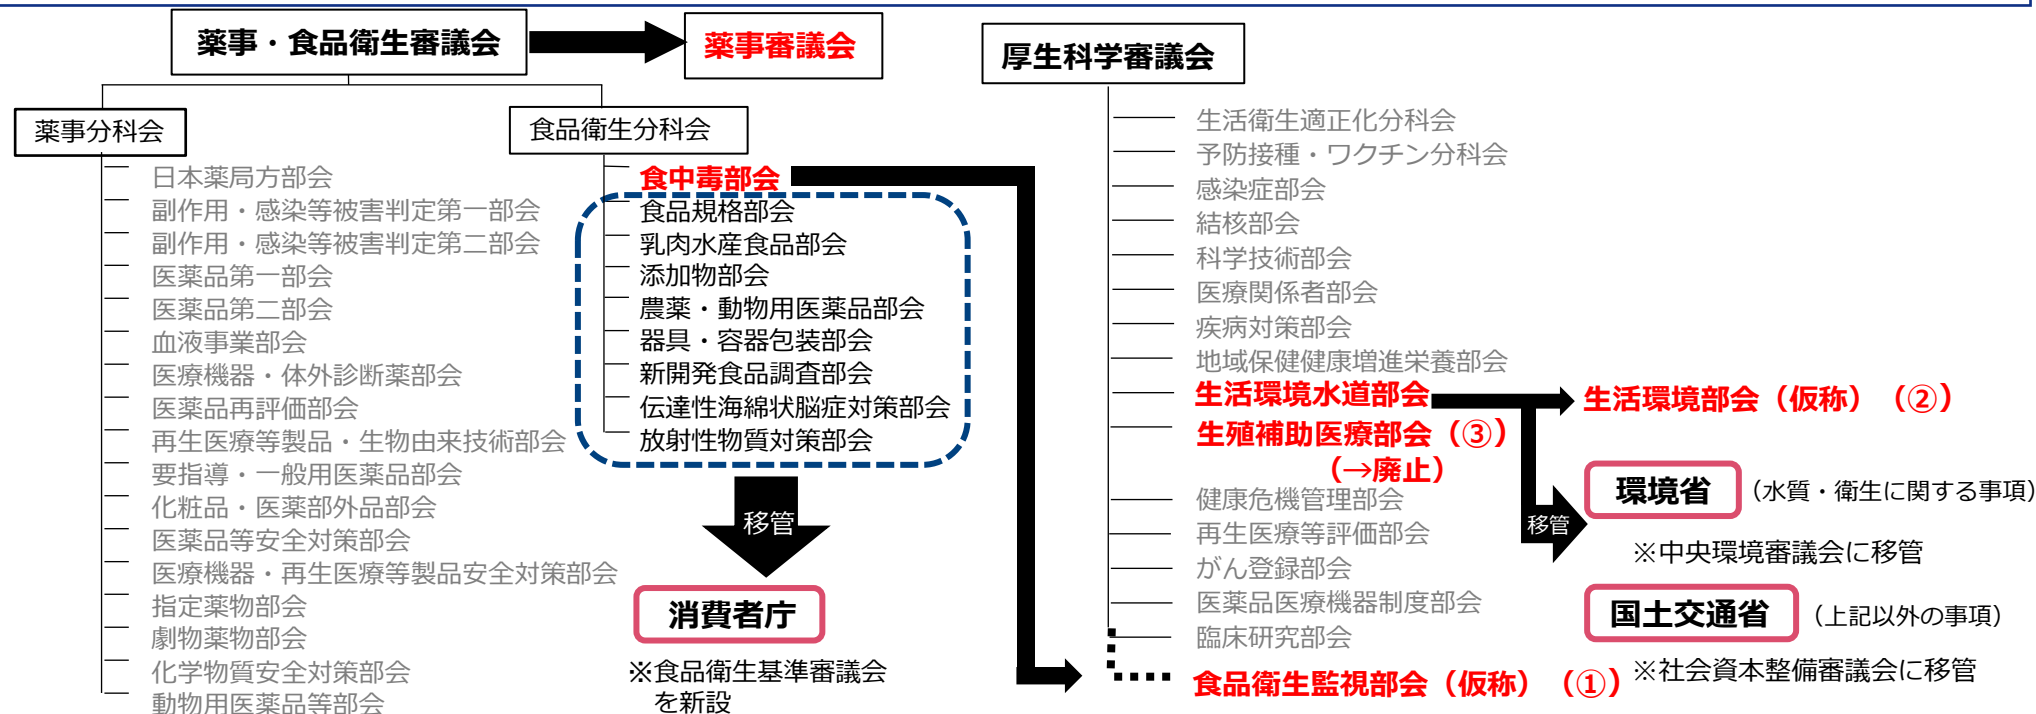 薬事・食品衛生審議会
薬事審議会
薬事分科会
日本薬局方部会
副作用・感染等被害判定第一部会
副作用・感染等被害判定第二部会
医薬品第一部会
医薬品第二部会
血液事業部会
医療機器・体外診断薬部会
医薬品再評価部会
再生医療等製品・生物由来技術部会
要指導・一般用医薬品部会
化粧品・医薬部外品部会
医薬品等安全対策部会
医療機器・再生医療等製品安全対策部会
指定薬物部会
劇物薬物部会
化学物質安全対策部会
動物用医薬品等部会
食品衛生分科会
食中毒部会
食品規格部会
乳肉水産食品部会
添加物部会
農薬・動物用医薬品部会
器具・容器包装部会
新開発食品調査部会
伝達性海綿状脳症対策部会
放射性物質対策部会
移管
消費者庁
※食品衛生基準審議会
を新設
厚生科学審議会
生活衛生適正化分科会
予防接種・ワクチン分科会
感染症部会
結核部会
科学技術部会
医療関係者部会
疾病対策部会
地域保健健康増進栄養部会
生活環境水道部会
生殖補助医療部会（③）
（→廃止）
健康危機管理部会
再生医療等評価部会
がん登録部会
医薬品医療機器制度部会
臨床研究部会
食品衛生監視部会（仮称）（①）
生活環境部会（仮称）（②）
移管
環境省（水質・衛生に関する事項）
※中央環境審議会に移管
国土交通省（上記以外の事項）
※社会資本整備審議会に移管